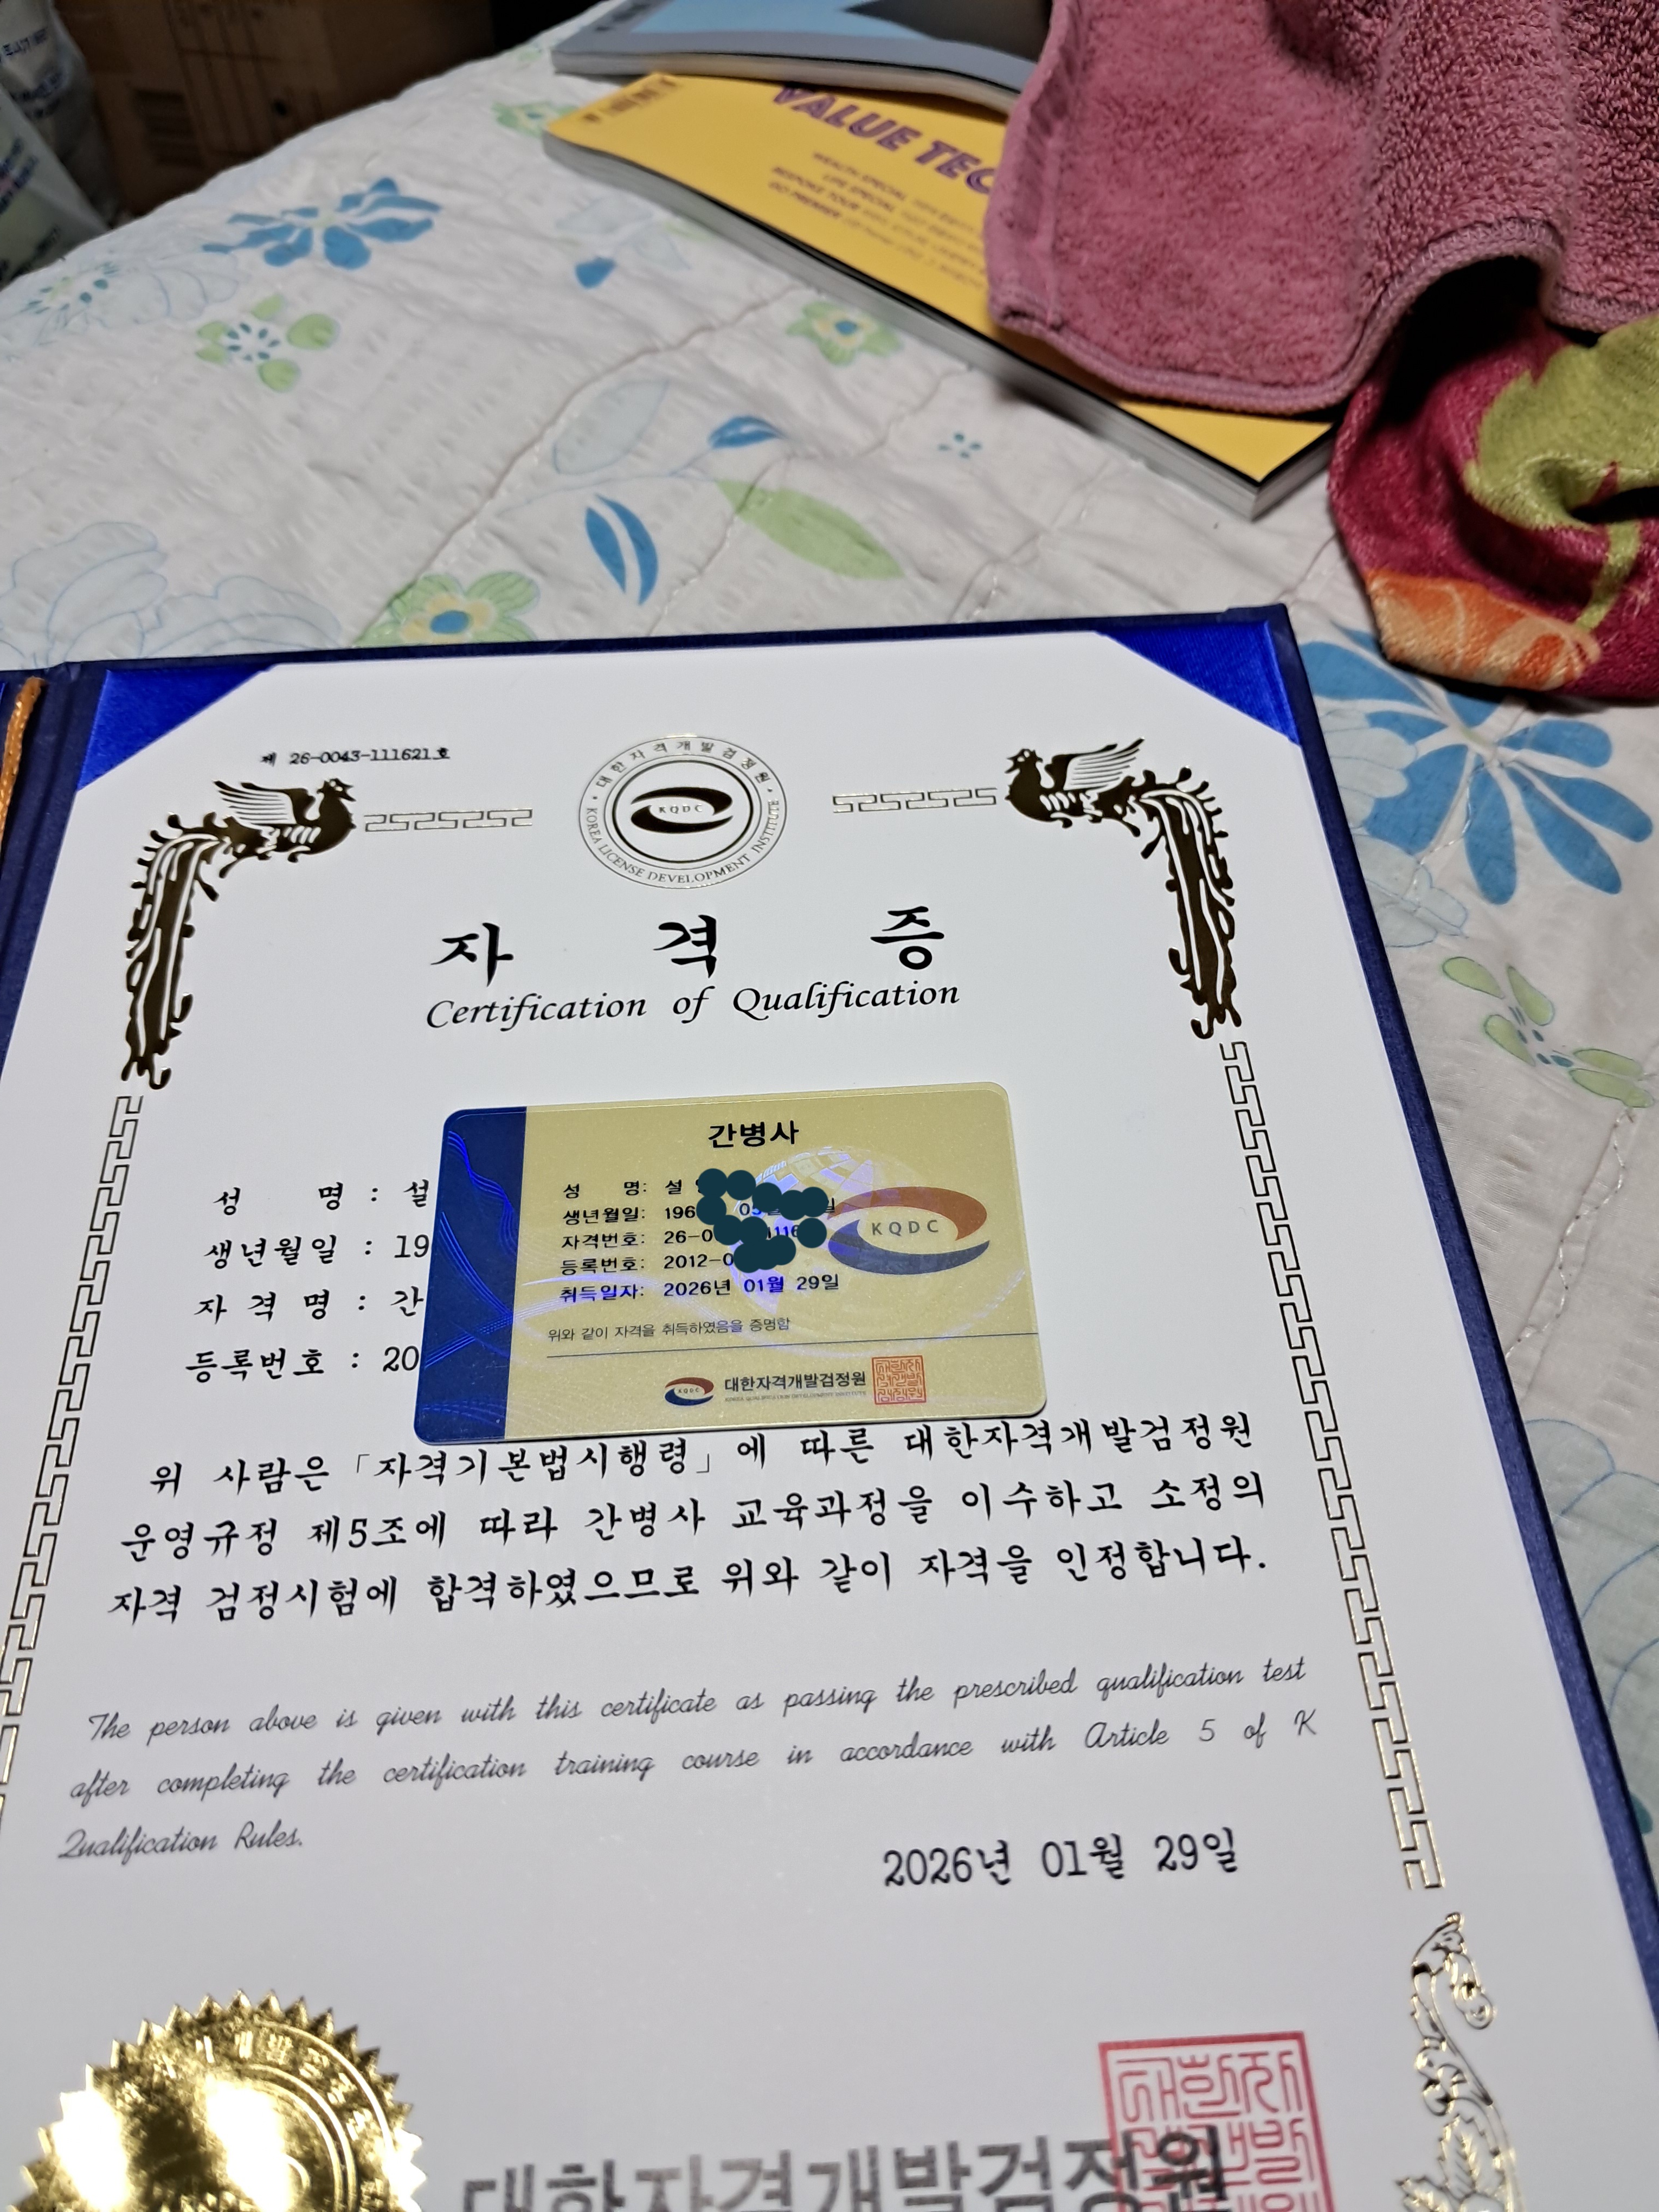 VALUE TEC
WEALTH SPECIAL
LIFE SPECIAL
BESPOKE TOUR
GO PREMIER
제 26-0043-111621 호
대한자격개발검정원
KQDC
KOREA LICENSE DEVELOPMENT INSTITUTE
자 격 증
Certification of Qualification
간병사
성 명: 설
생년월일: 196
자격번호: 26-0 1116
등록번호: 2012-0
취득일자: 2026년 01월 29일
위와 같이 자격을 취득하였음을 증명함
KQDC
KQDC
대한자격개발검정원
성 명 : 설
생년월일 : 19
자 격 명 : 간
등록번호 : 20
위 사람은 「자격기본법시행령」에 따른 대한자격개발검정원
운영규정 제5조에 따라 간병사 교육과정을 이수하고 소정의
자격 검정시험에 합격하였으므로 위와 같이 자격을 인정합니다.
The person above is given with this certificate as passing the prescribed qualification test
after completing the certification training course in accordance with Article 5 of K
Qualification Rules.
2026년 01월 29일
대한자격개발검정원